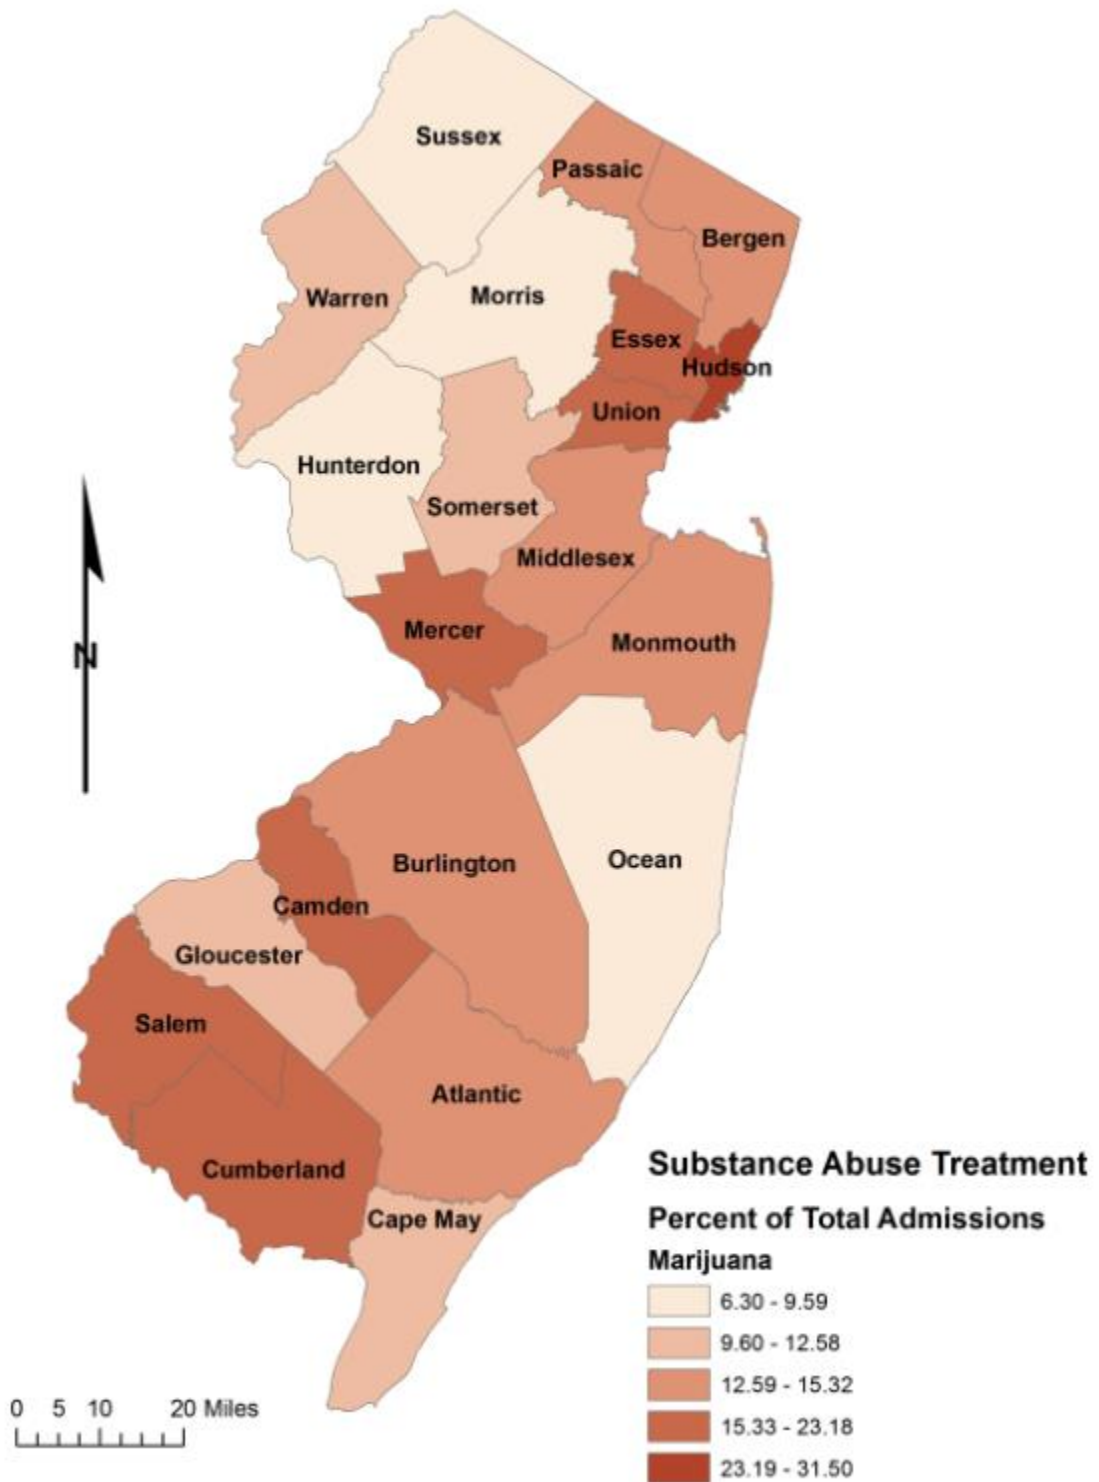 Sussex
Passaic
Bergen
Warren
Morris
Essex
Hudson
Union
Hunterdon
Somerset
Middlesex
Mercer
Monmouth
N
Burlington
Ocean
Camden
Gloucester
Salem
Atlantic
Cumberland
Cape May
Substance Abuse Treatment
Percent of Total Admissions
Marijuana
6.30 - 9.59
9.60 - 12.58
12.59 - 15.32
15.33 - 23.18
23.19 - 31.50
0 5 10 20 Miles